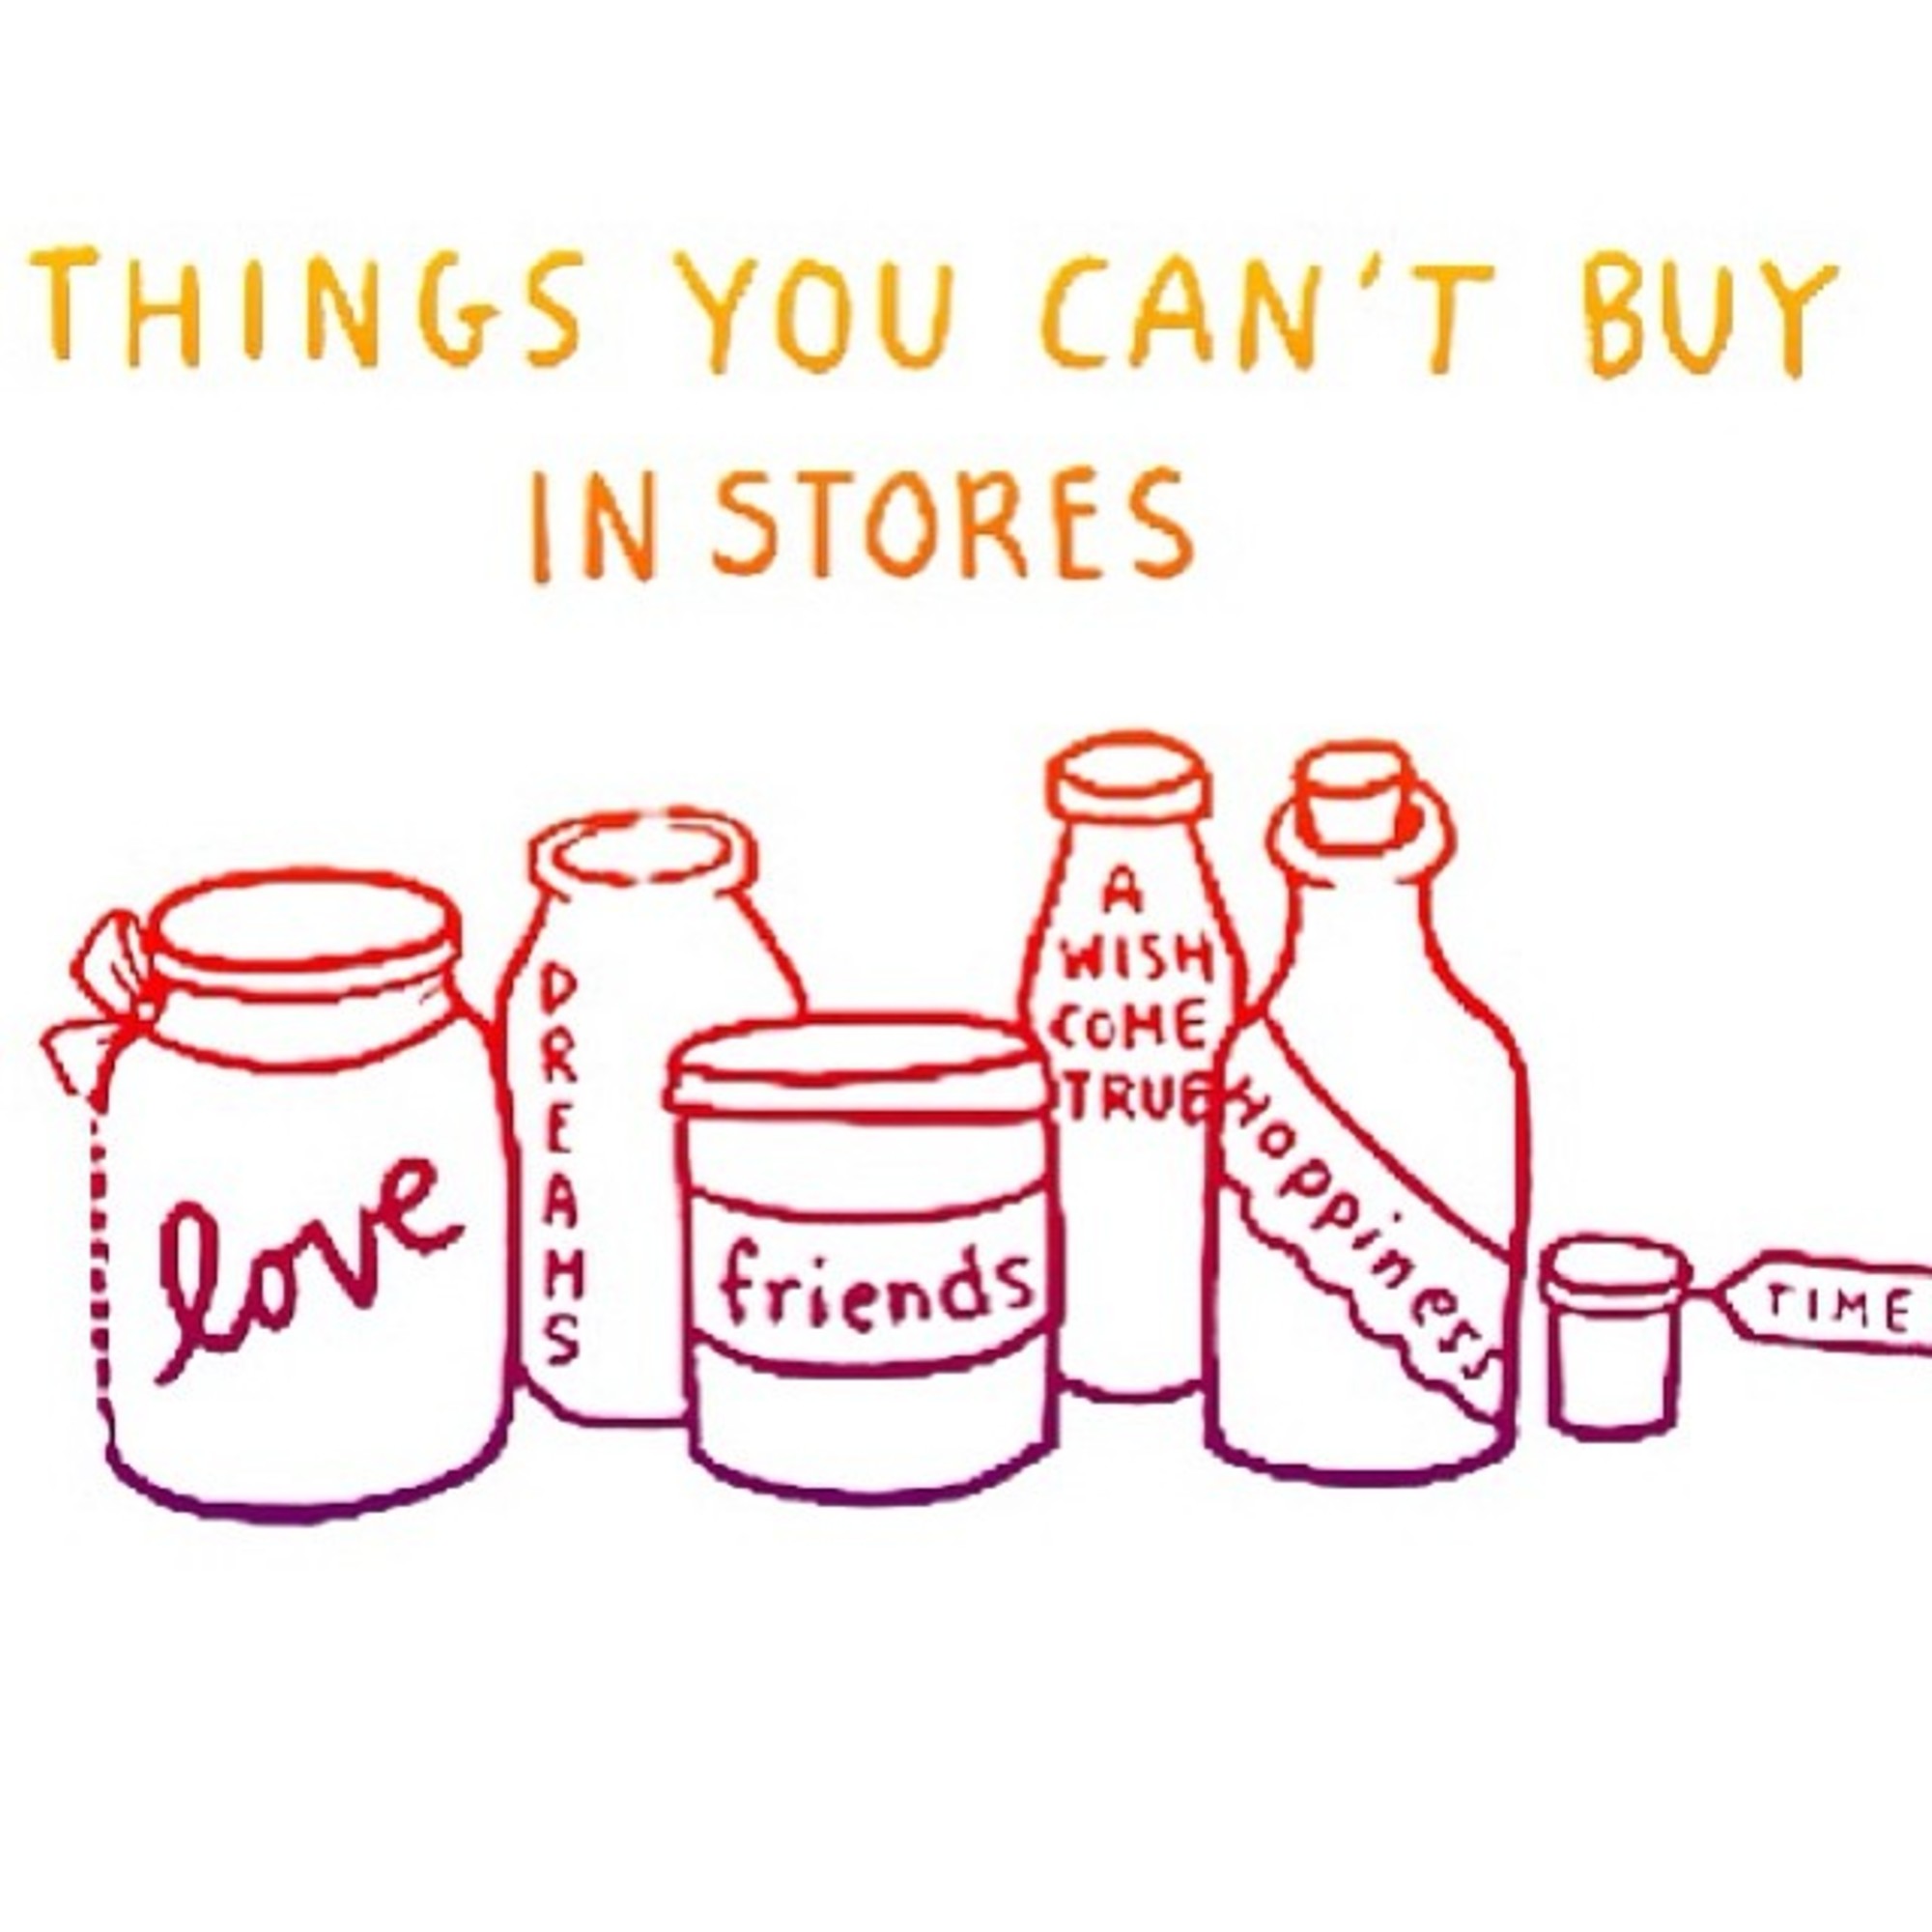 THINGS YOU CAN'T BUY
IN STORES
love
DREAMS
friends
A
WISH
COME
TRUE
Happiness
TIME